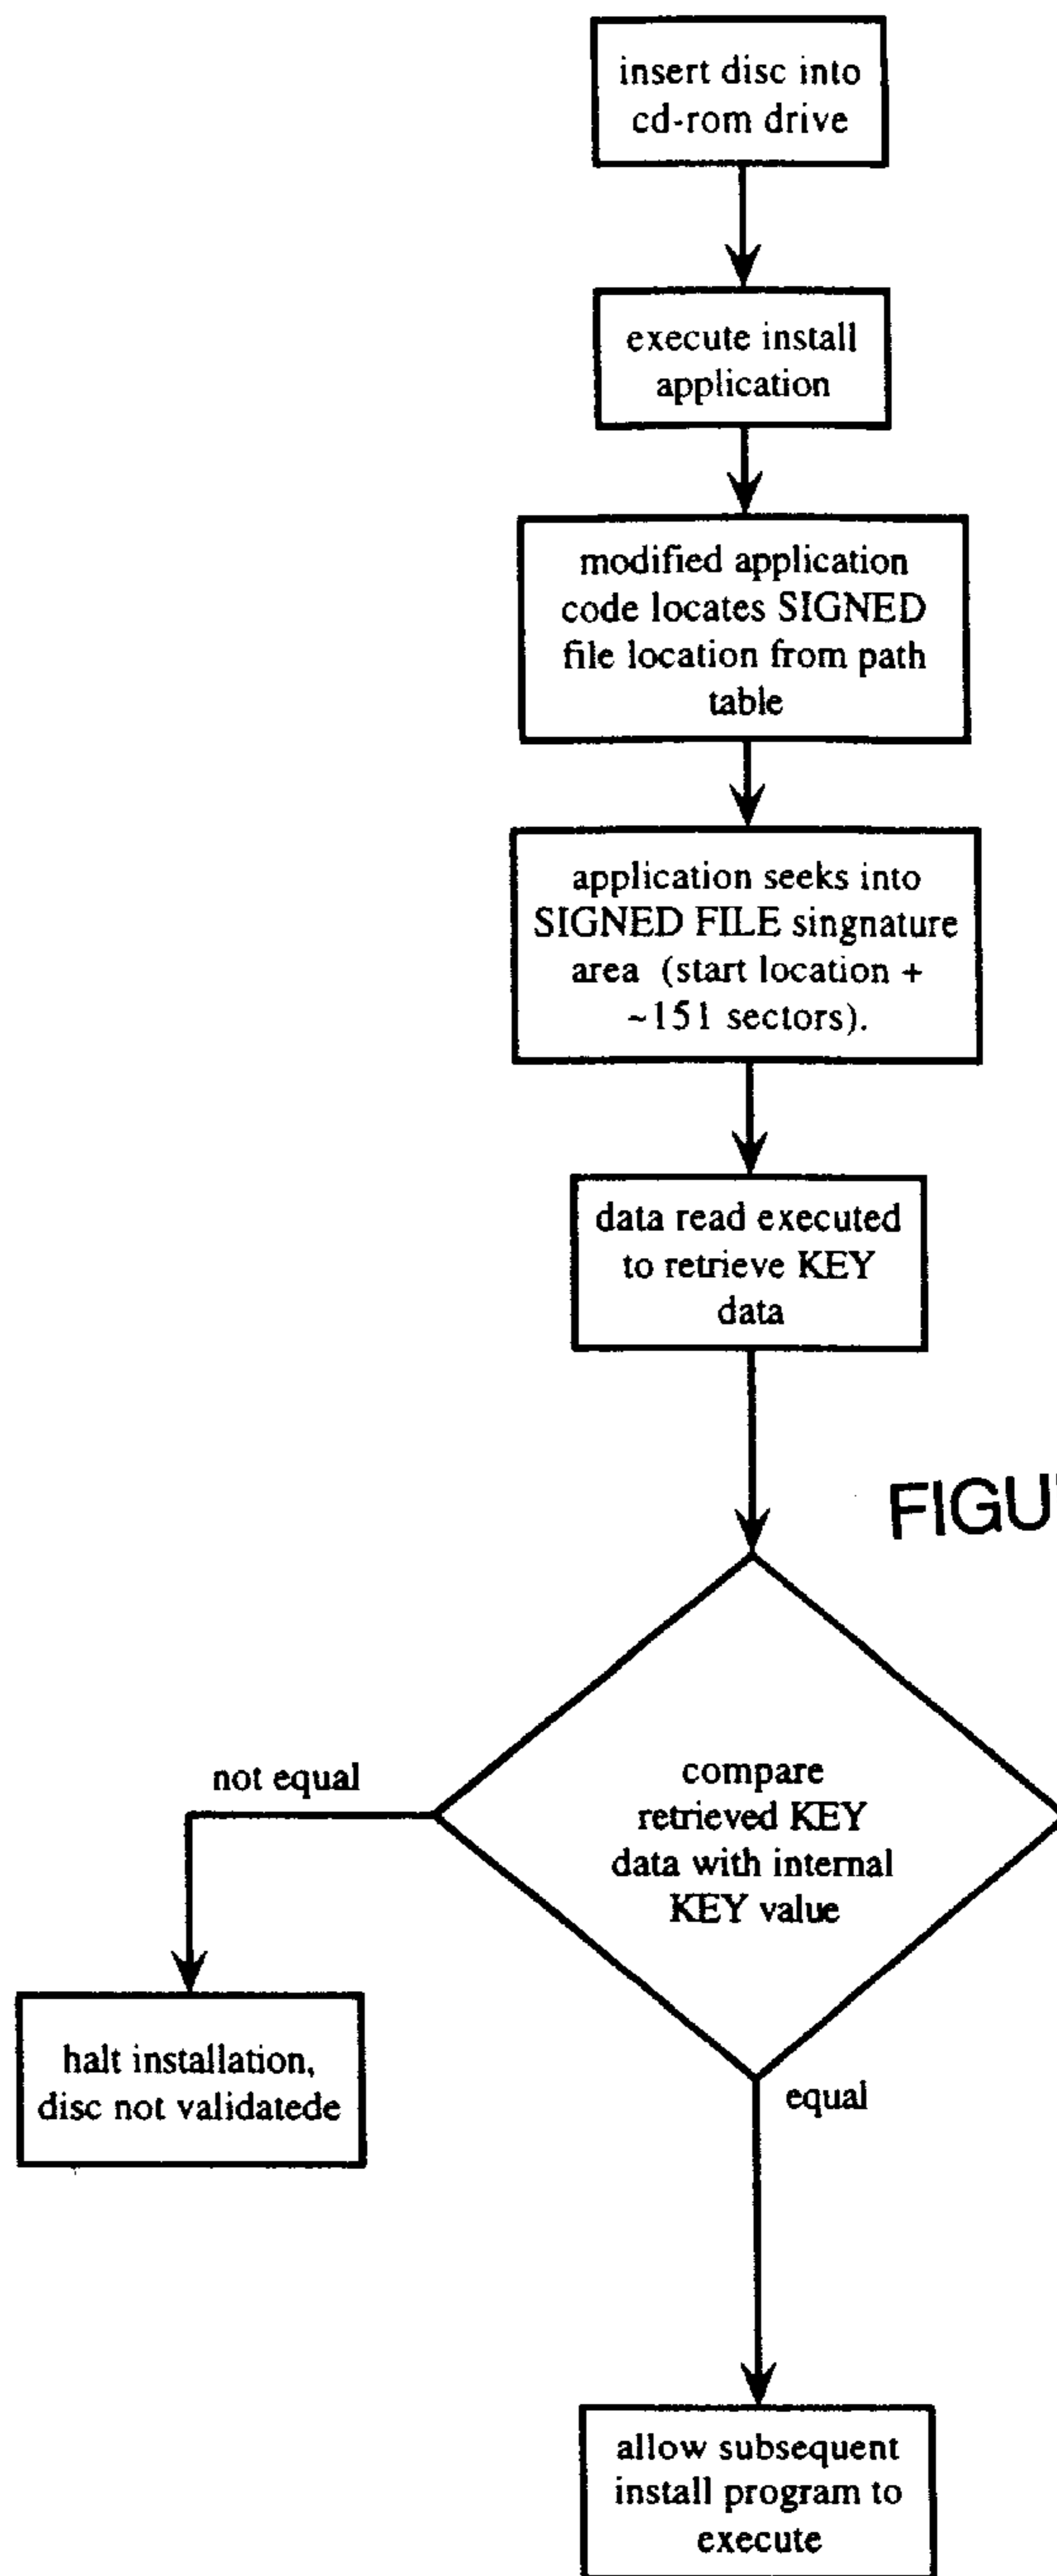 insert disc into
cd-rom drive
execute install
application
modified application
code locates SIGNED
file location from path
table
application seeks into
SIGNED FILE singnature
area (start location +
~151 sectors).
data read executed
to retrieve KEY
data
not equal
compare
retrieved KEY
data with internal
KEY value
halt installation,
disc not validatede
equal
allow subsequent
install program to
execute